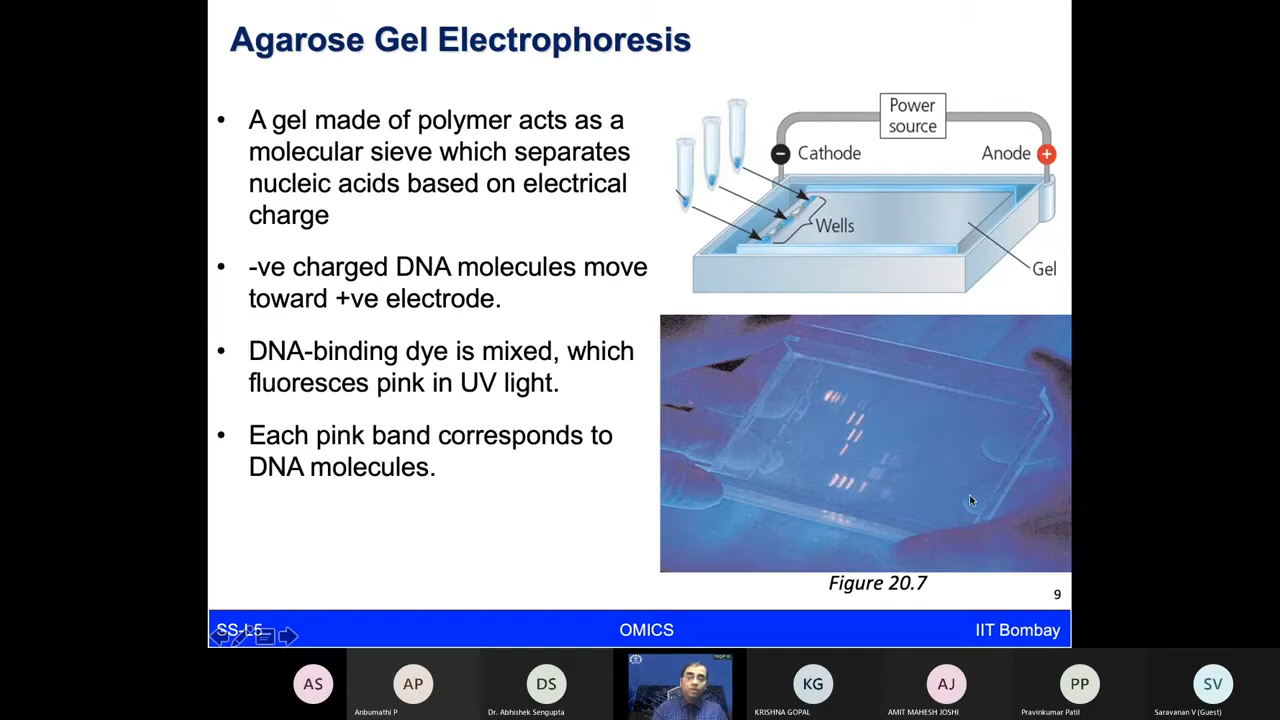 Agarose Gel Electrophoresis
• A gel made of polymer acts as a
molecular sieve which separates
nucleic acids based on electrical
charge
• -ve charged DNA molecules move
toward +ve electrode.
• DNA-binding dye is mixed, which
fluoresces pink in UV light.
• Each pink band corresponds to
DNA molecules.
Power
source
Cathode
Anode
Wells
Gel
Figure 20.7
9
SS-L5
OMICS
IIT Bombay
AS
AP
DS
KG
AJ
PP
SV
Anbumathi P
Dr. Abhishek Sengupta
KRISHNA GOPAL
AMIT MAHESH JOSHI
Pravinkumar Patil
Saravanan V (Guest)